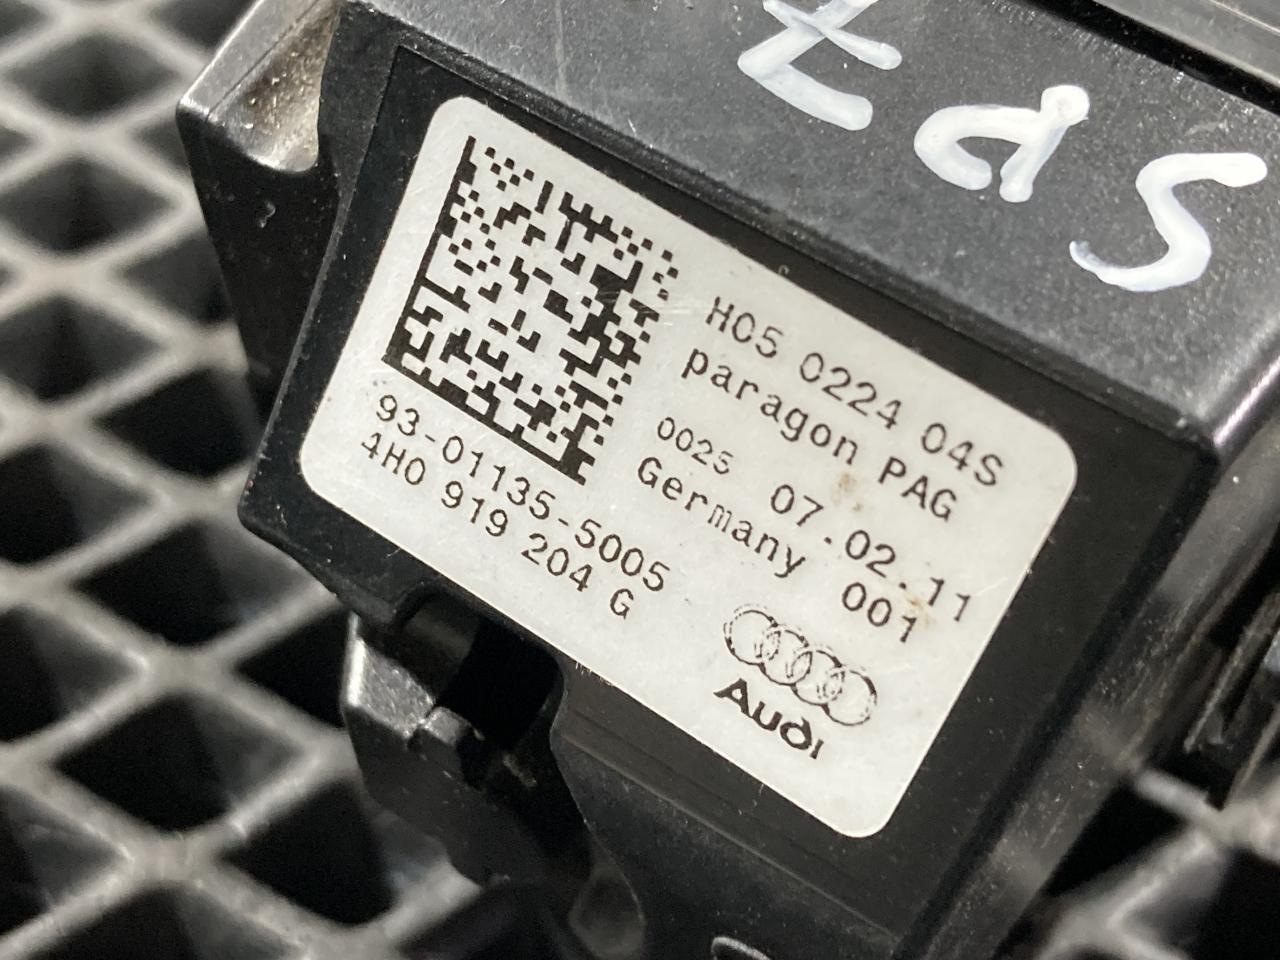 H05 0224 04S
paragon PAG
0025 07.02.11
Germany 001
93-01135-5005
4H0 919 204 G
Audi